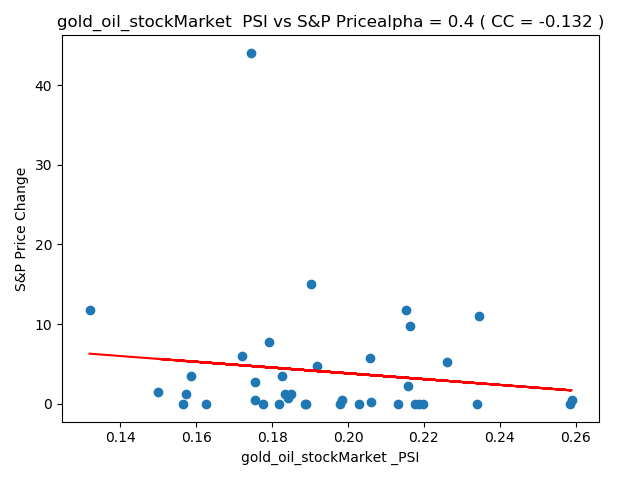 gold_oil_stockMarket  PSI vs S&P Pricealpha = 0.4 ( CC = -0.132 )
S&P Price Change
40
30
20
10
0
0.14 0.16 0.18 0.20 0.22 0.24 0.26
gold_oil_stockMarket _PSI